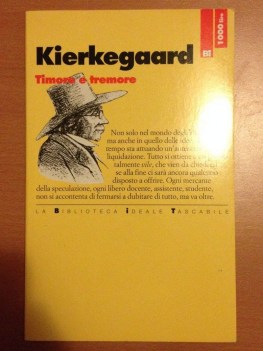 Kierkegaard
1000 lire
Timore e tremore
Non solo nel mondo degli
ma anche in quello delle
tempo sta attuando un'
liquidazione. Tutto si ottiene
talmente vile, che vien da chiedersi
se alla fine ci sarà ancora qualcuno
disposto a offrire. Ogni mercante
della speculazione, ogni libero docente, assistente, studente,
non si accontenta di fermarsi a dubitare di tutto, ma va oltre.
LA BIBLIOTECA IDEALE TASCABILE